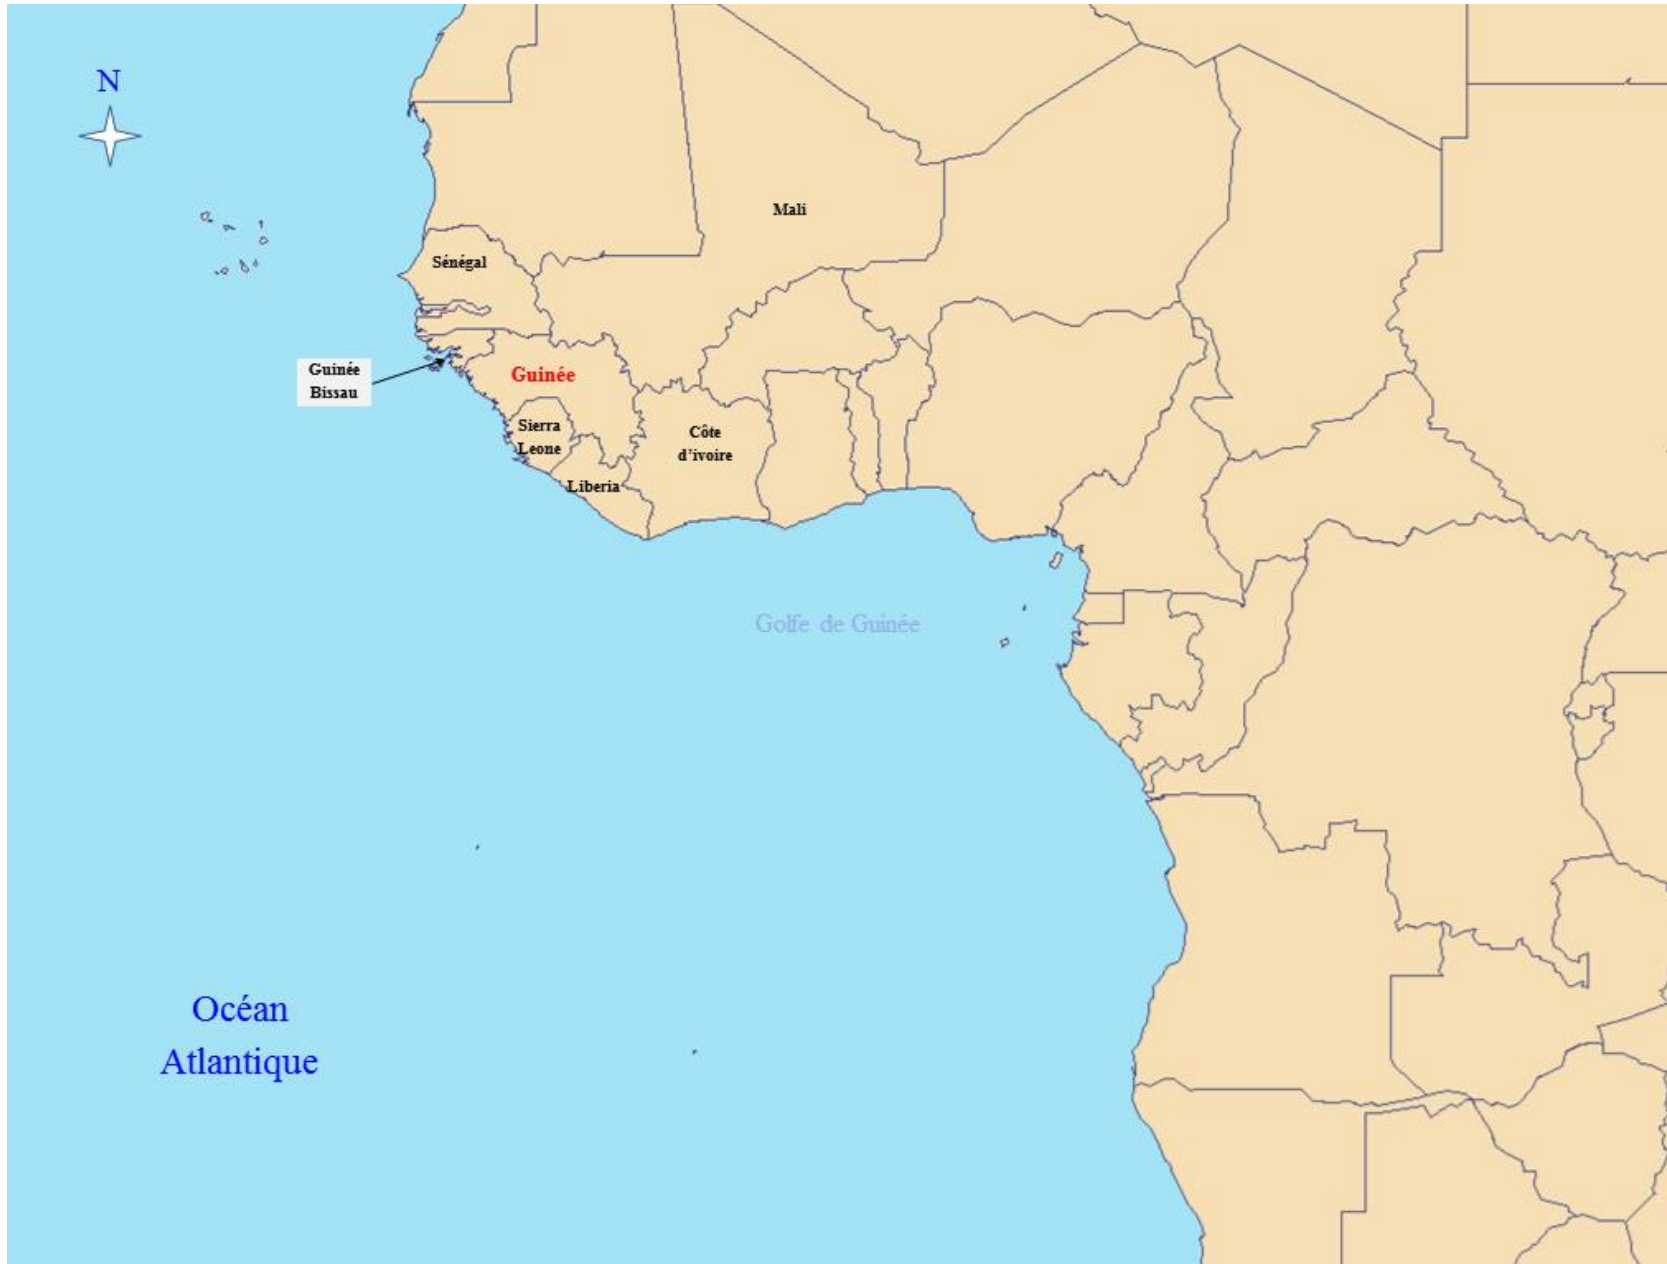 N
Mali
Sénégal
Guinée
Bissau
Guinée
Sierra
Leone
Côte
d’ivoire
Liberia
Golfe de Guinée
Océan
Atlantique